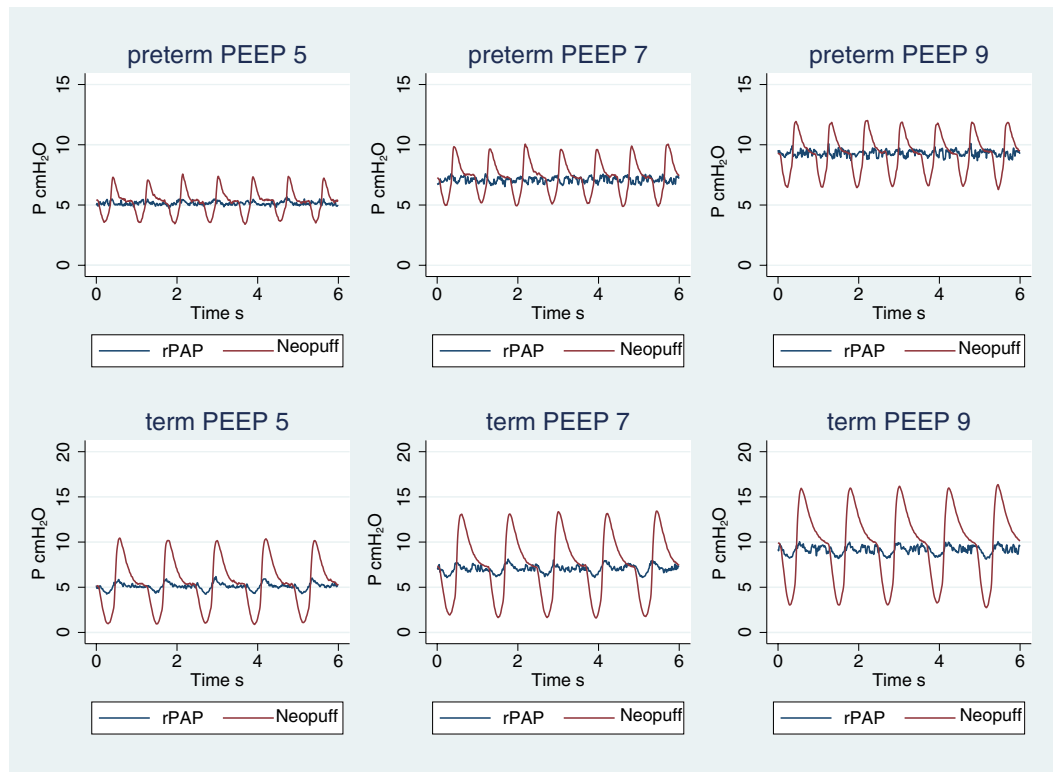 preterm PEEP 5
15
10
5
0
P cmH₂O
0 2 4 6
Time s
rPAP Neopuff
preterm PEEP 7
15
10
5
0
P cmH₂O
0 2 4 6
Time s
rPAP Neopuff
preterm PEEP 9
15
10
5
0
P cmH₂O
0 2 4 6
Time s
rPAP Neopuff
term PEEP 5
20
15
10
5
0
P cmH₂O
0 2 4 6
Time s
rPAP Neopuff
term PEEP 7
20
15
10
5
0
P cmH₂O
0 2 4 6
Time s
rPAP Neopuff
term PEEP 9
20
15
10
5
0
P cmH₂O
0 2 4 6
Time s
rPAP Neopuff